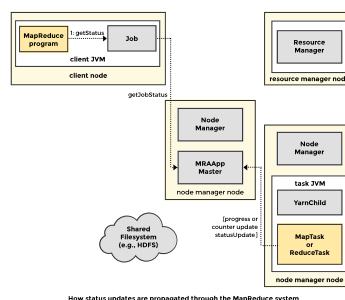 MapReduce
program
1: getStatus
Job
client JVM
client node
Resource
Manager
resource manager nod
getJobStatus
Node
Manager
MRAApp
Master
node manager node
Node
Manager
task JVM
YarnChild
MapTask
or
ReduceTask
node manager node
[progress or
counter update
statusUpdate]
Shared
Filesystem
(e.g., HDFS)
How status updates are propagated through the MapReduce system